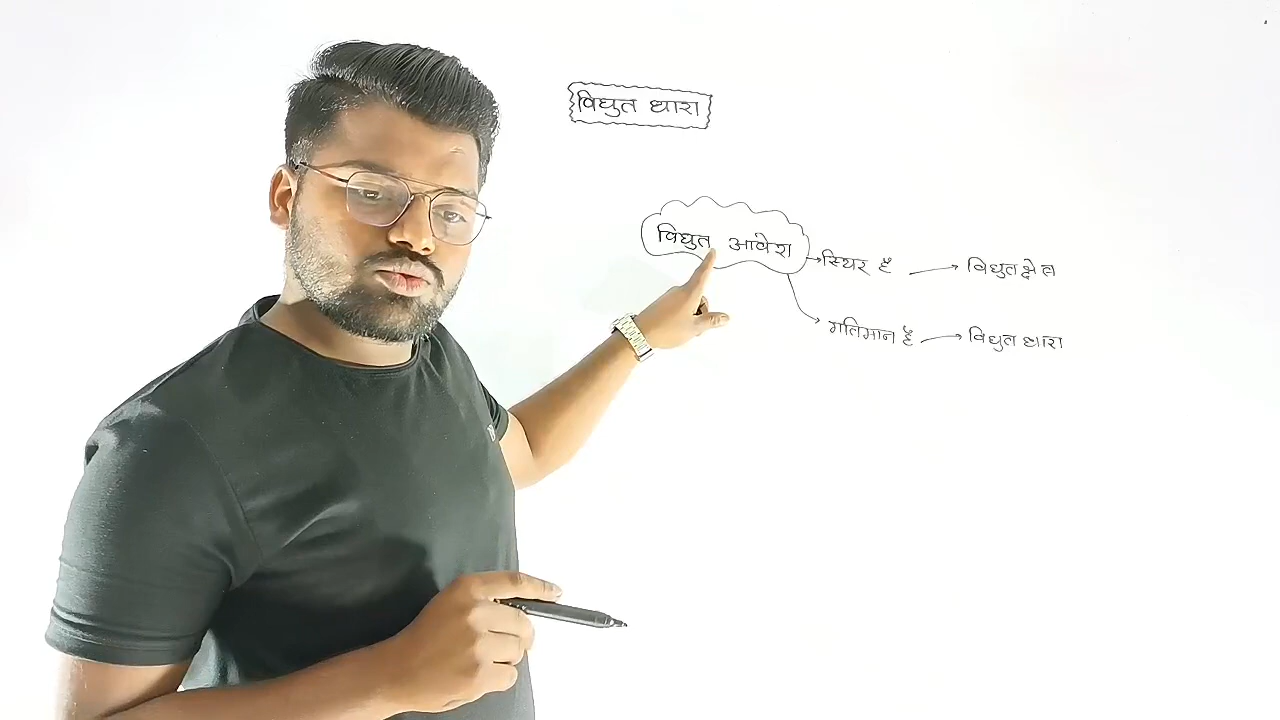 विद्युत धारा
विद्युत आवेश
स्थिर है → विद्युत क्षेत्र
गतिमान है → विद्युत धारा